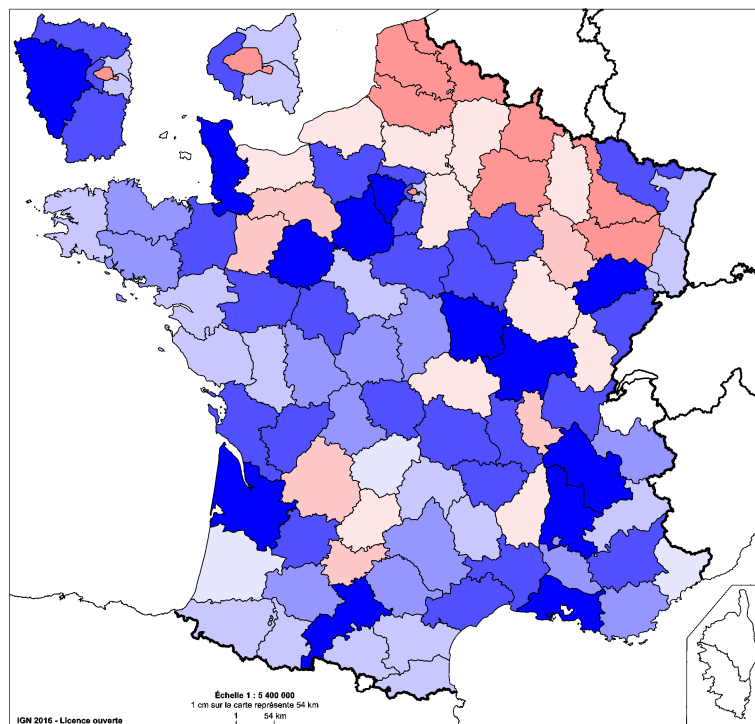 Échelle 1 : 5 400 000
1 cm sur la carte représente 54 km
1 54 km
IGN 2016 - Licence ouverte